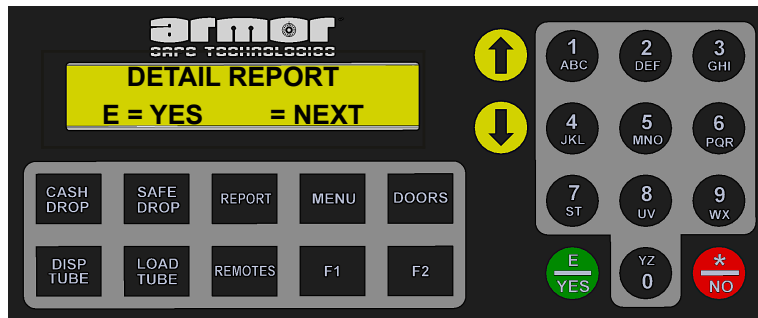 armor
SAFE TECHNOLOGIES
DETAIL REPORT
E = YES = NEXT
CASH
DROP
SAFE
DROP
REPORT
MENU
DOORS
DISP
TUBE
LOAD
TUBE
REMOTES
F1
F2
1
ABC
2
DEF
3
GHI
4
JKL
5
MNO
6
PQR
7
ST
8
UV
9
WX
E
YES
YZ
0
*
NO